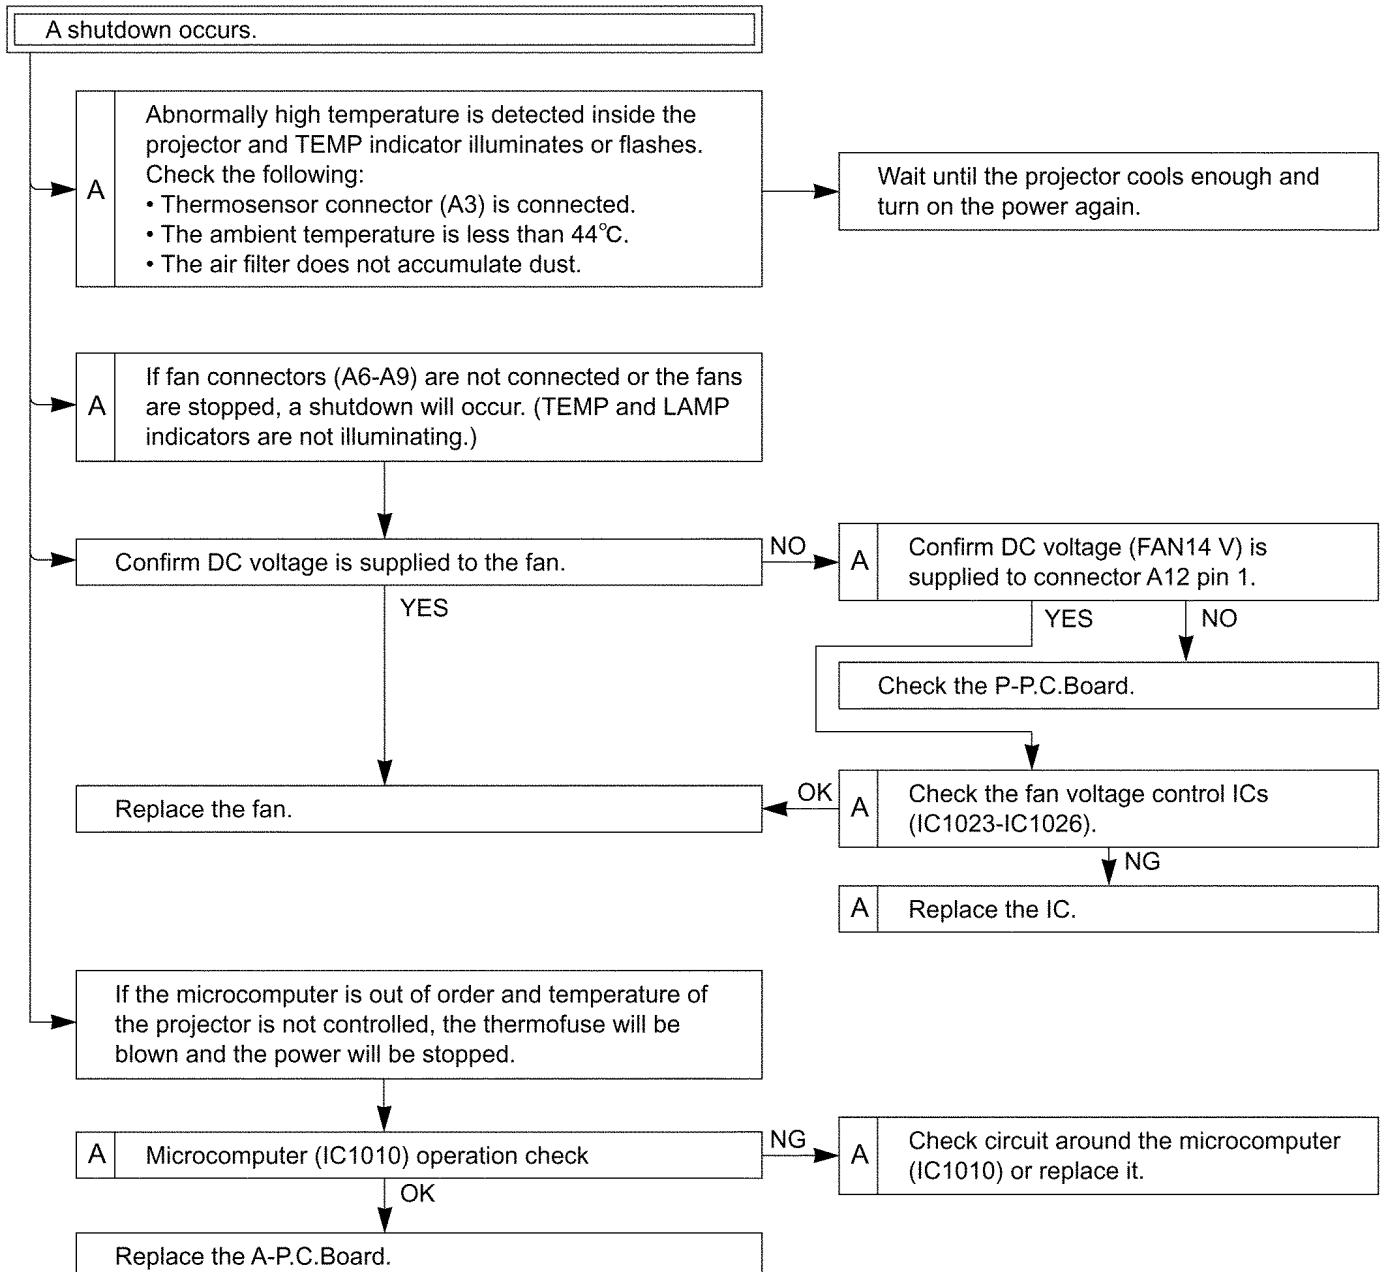 A shutdown occurs.
A
Abnormally high temperature is detected inside the
projector and TEMP indicator illuminates or flashes.
Check the following:
• Thermosensor connector (A3) is connected.
• The ambient temperature is less than 44°C.
• The air filter does not accumulate dust.
Wait until the projector cools enough and
turn on the power again.
A
If fan connectors (A6-A9) are not connected or the fans
are stopped, a shutdown will occur. (TEMP and LAMP
indicators are not illuminating.)
Confirm DC voltage is supplied to the fan.
NO
A
Confirm DC voltage (FAN14 V) is
supplied to connector A12 pin 1.
YES
YES
NO
Check the P-P.C.Board.
Replace the fan.
OK
A
Check the fan voltage control ICs
(IC1023-IC1026).
NG
A
Replace the IC.
If the microcomputer is out of order and temperature of
the projector is not controlled, the thermofuse will be
blown and the power will be stopped.
A
Microcomputer (IC1010) operation check
NG
A
Check circuit around the microcomputer
(IC1010) or replace it.
OK
Replace the A-P.C.Board.